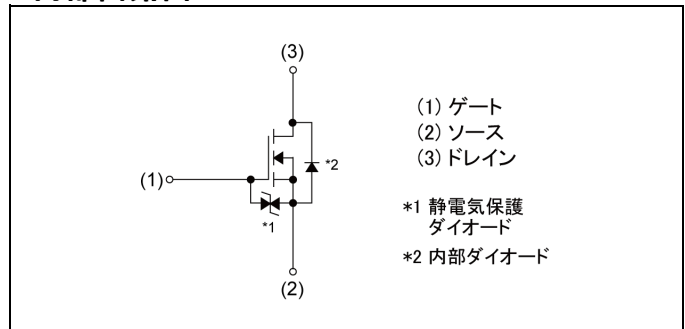 (3)
(1)
*2
*1
(2)
(1) ゲート
(2) ソース
(3) ドレイン
*1 静電気保護
ダイオード
*2 内部ダイオード